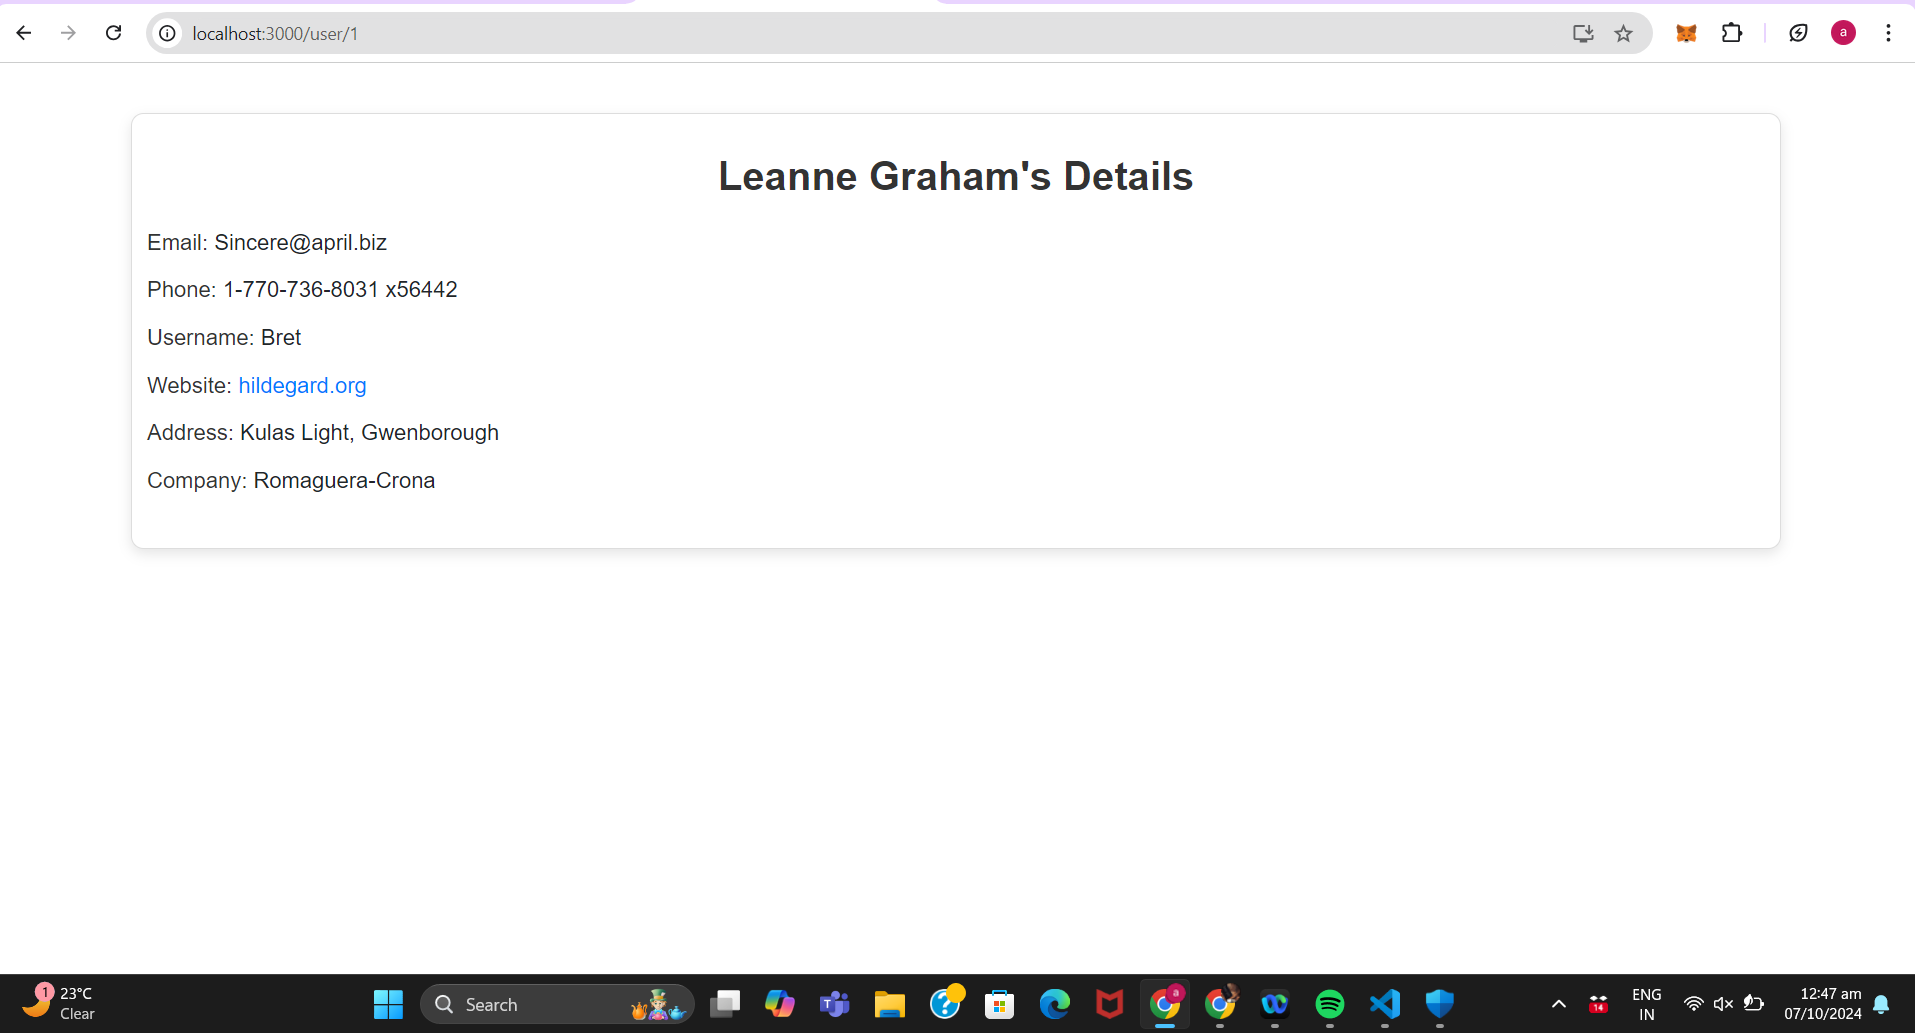 localhost:3000/user/1
a
Leanne Graham's Details
Email: Sincere@april.biz
Phone: 1-770-736-8031 x56442
Username: Bret
Website: hildegard.org
Address: Kulas Light, Gwenborough
Company: Romaguera-Crona
1
23°C
Clear
Search
T
?
a
14
ENG
IN
12:47 am
07/10/2024